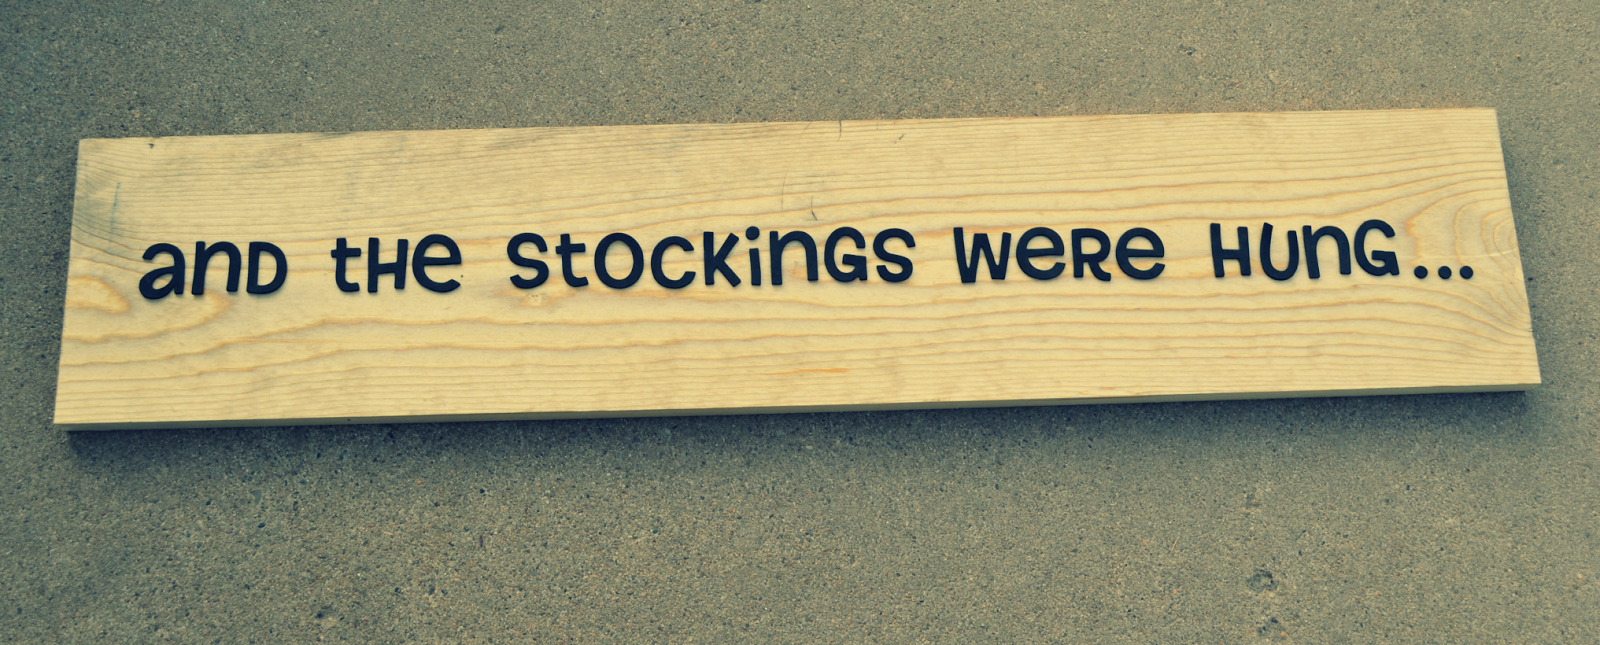 and the stockings were hung...